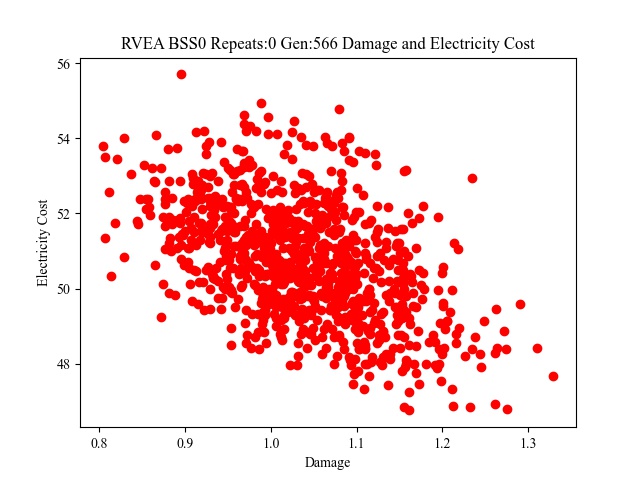 RVEA BSS0 Repeats:0 Gen:566 Damage and Electricity Cost
56
54
52
50
48
Electricity Cost
0.8 0.9 1.0 1.1 1.2 1.3
Damage